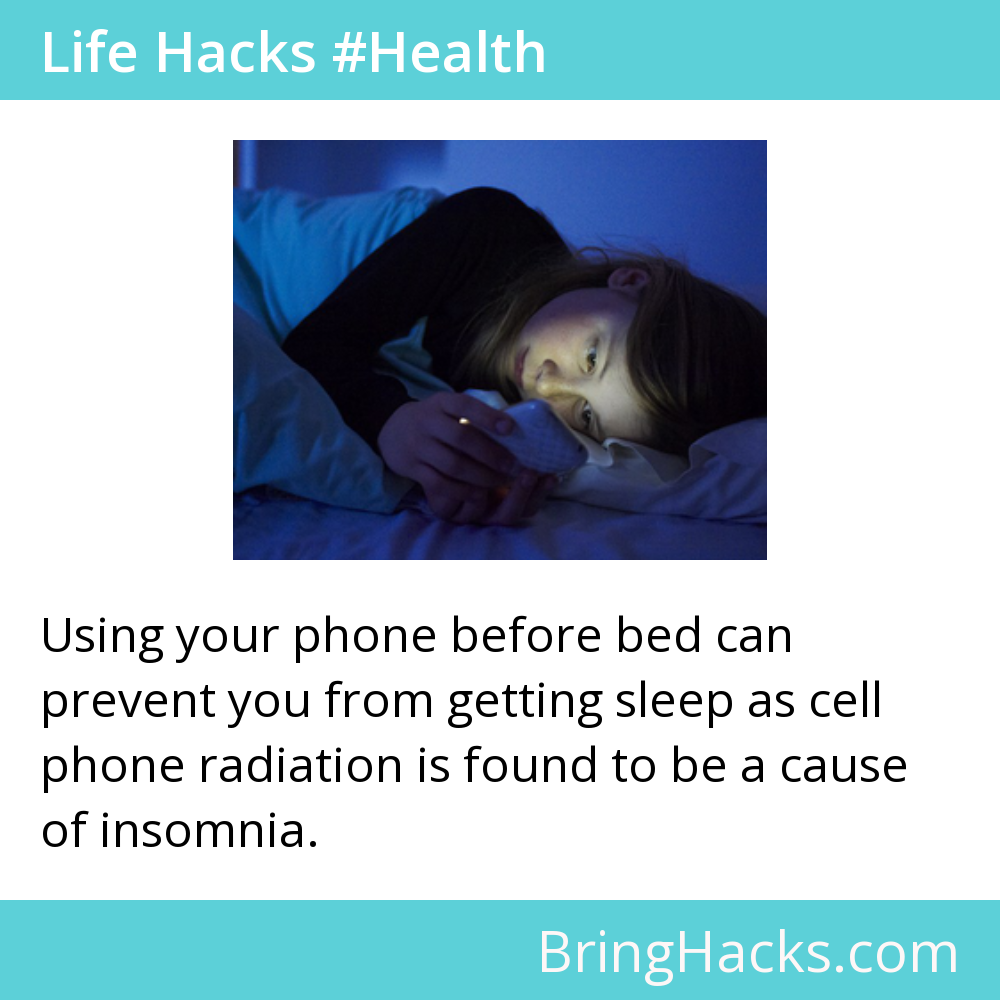 Life Hacks #Health
Using your phone before bed can
prevent you from getting sleep as cell
phone radiation is found to be a cause
of insomnia.
BringHacks.com